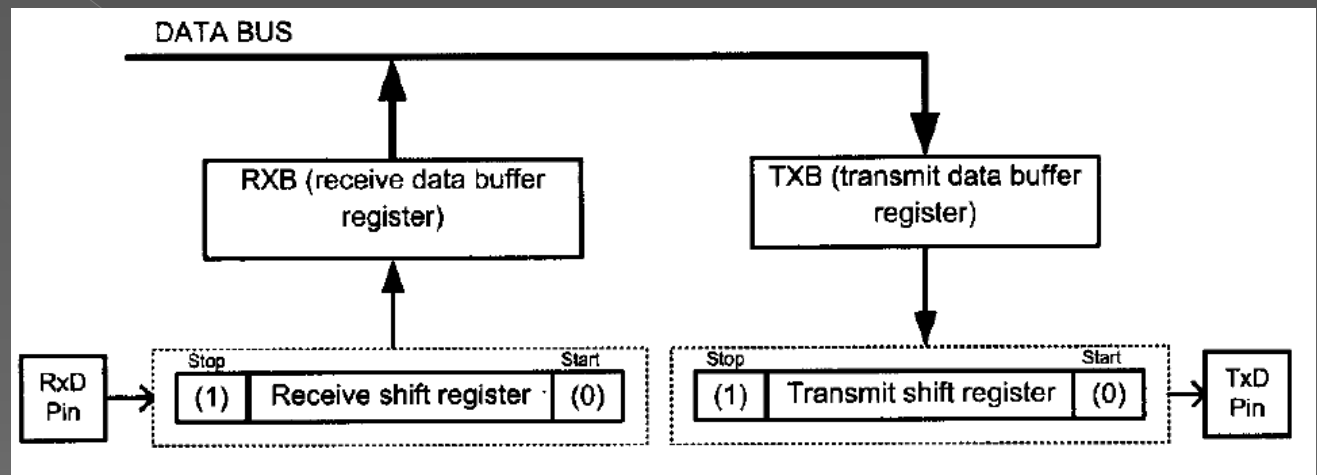 DATA BUS
RXB (receive data buffer
register)
TXB (transmit data buffer
register)
Stop
Start
Stop
Start
RxD
Pin
(1)
Receive shift register
(0)
(1)
Transmit shift register
(0)
TxD
Pin